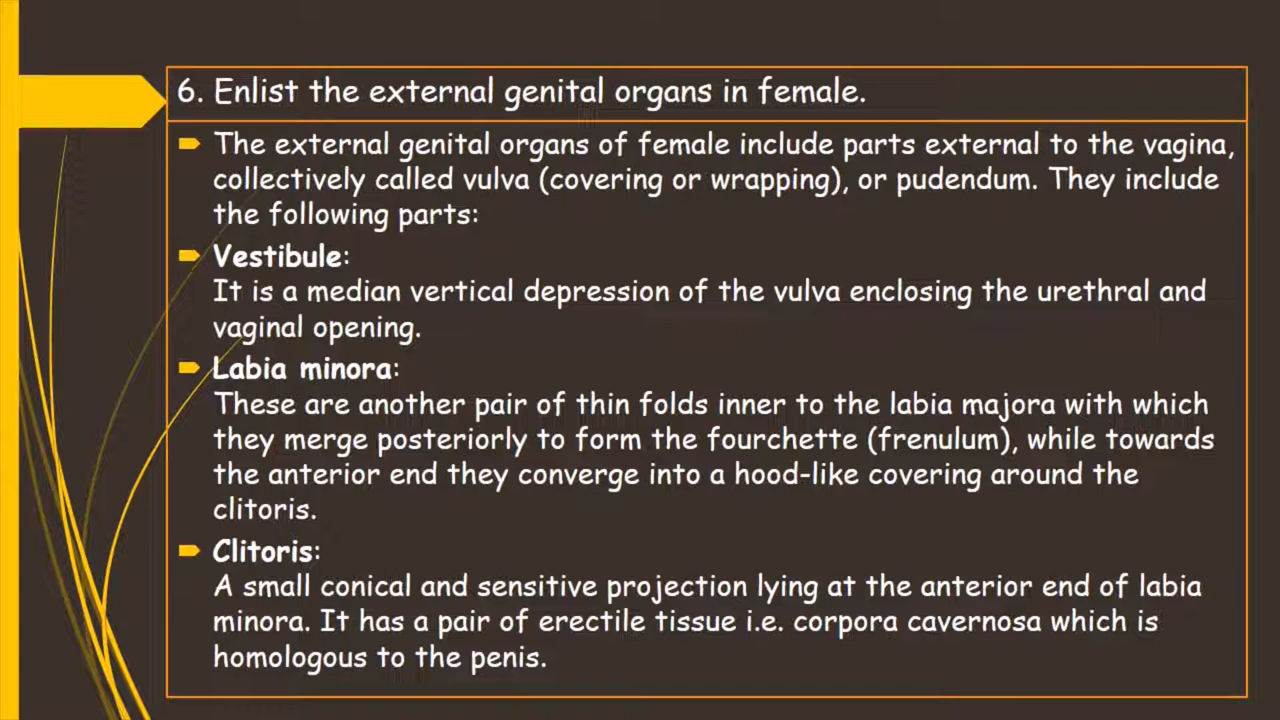 6. Enlist the external genital organs in female.
The external genital organs of female include parts external to the vagina,
collectively called vulva (covering or wrapping), or pudendum. They include
the following parts:
Vestibule:
It is a median vertical depression of the vulva enclosing the urethral and
vaginal opening.
Labia minora:
These are another pair of thin folds inner to the labia majora with which
they merge posteriorly to form the fourchette (frenulum), while towards
the anterior end they converge into a hood-like covering around the
clitoris.
Clitoris:
A small conical and sensitive projection lying at the anterior end of labia
minora. It has a pair of erectile tissue i.e. corpora cavernosa which is
homologous to the penis.